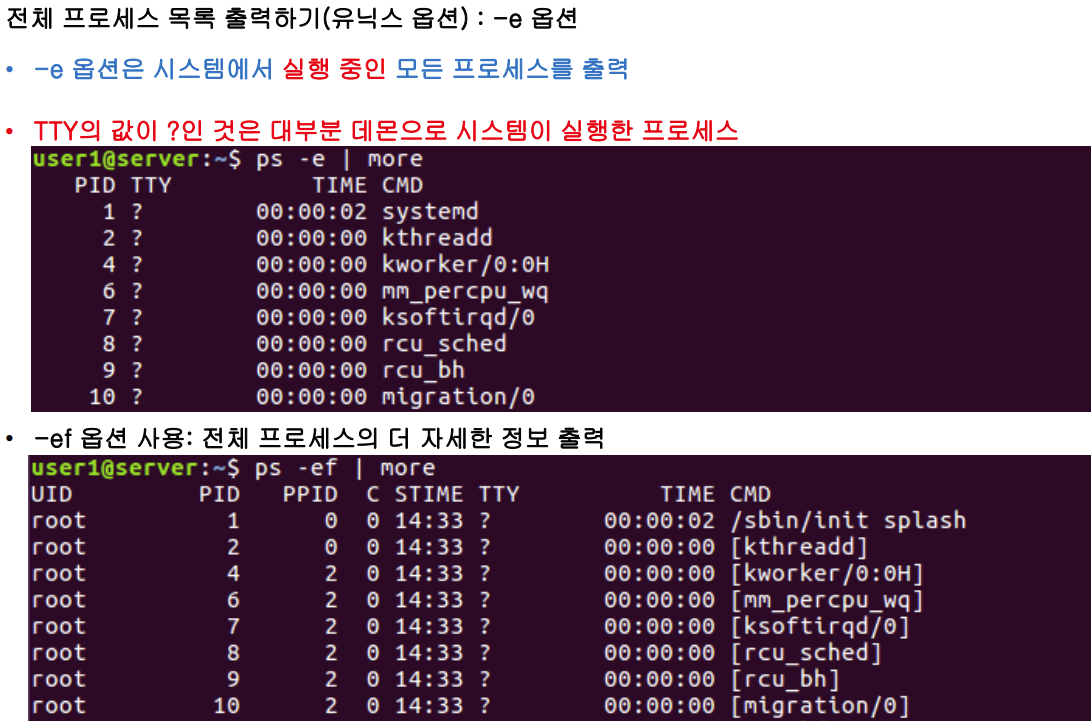 전체 프로세스 목록 출력하기(유닉스 옵션) : -e 옵션
• -e 옵션은 시스템에서 실행 중인 모든 프로세스를 출력
• TTY의 값이 ?인 것은 대부분 데몬으로 시스템이 실행한 프로세스
user1@server:~$ ps -e | more
PID TTY TIME CMD
1 ? 00:00:02 systemd
2 ? 00:00:00 kthreadd
4 ? 00:00:00 kworker/0:0H
6 ? 00:00:00 mm_percpu_wq
7 ? 00:00:00 ksoftirqd/0
8 ? 00:00:00 rcu_sched
9 ? 00:00:00 rcu_bh
10 ? 00:00:00 migration/0
• -ef 옵션 사용: 전체 프로세스의 더 자세한 정보 출력
user1@server:~$ ps -ef | more
UID PID PPID C STIME TTY TIME CMD
root 1 0 0 14:33 ? 00:00:02 /sbin/init splash
root 2 0 0 14:33 ? 00:00:00 [kthreadd]
root 4 2 0 14:33 ? 00:00:00 [kworker/0:0H]
root 6 2 0 14:33 ? 00:00:00 [mm_percpu_wq]
root 7 2 0 14:33 ? 00:00:00 [ksoftirqd/0]
root 8 2 0 14:33 ? 00:00:00 [rcu_sched]
root 9 2 0 14:33 ? 00:00:00 [rcu_bh]
root 10 2 0 14:33 ? 00:00:00 [migration/0]